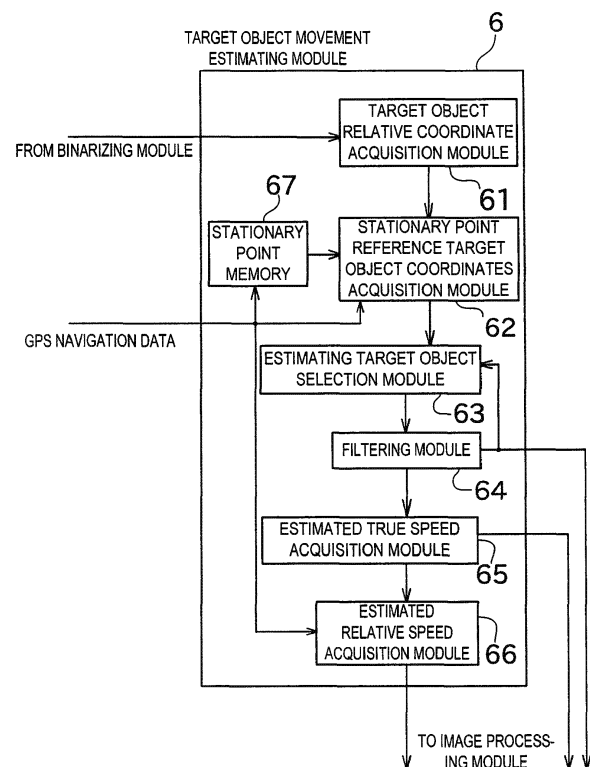 6
TARGET OBJECT MOVEMENT
ESTIMATING MODULE
TARGET OBJECT
RELATIVE COORDINATE
ACQUISITION MODULE
FROM BINARIZING MODULE
61
67
STATIONARY
POINT
MEMORY
STATIONARY POINT
REFERENCE TARGET
OBJECT COORDINATES
ACQUISITION MODULE
62
GPS NAVIGATION DATA
ESTIMATING TARGET OBJECT
SELECTION MODULE
63
FILTERING MODULE
64
ESTIMATED TRUE SPEED
ACQUISITION MODULE
65
ESTIMATED
RELATIVE SPEED
ACQUISITION MODULE
66
TO IMAGE PROCESS-
ING MODULE